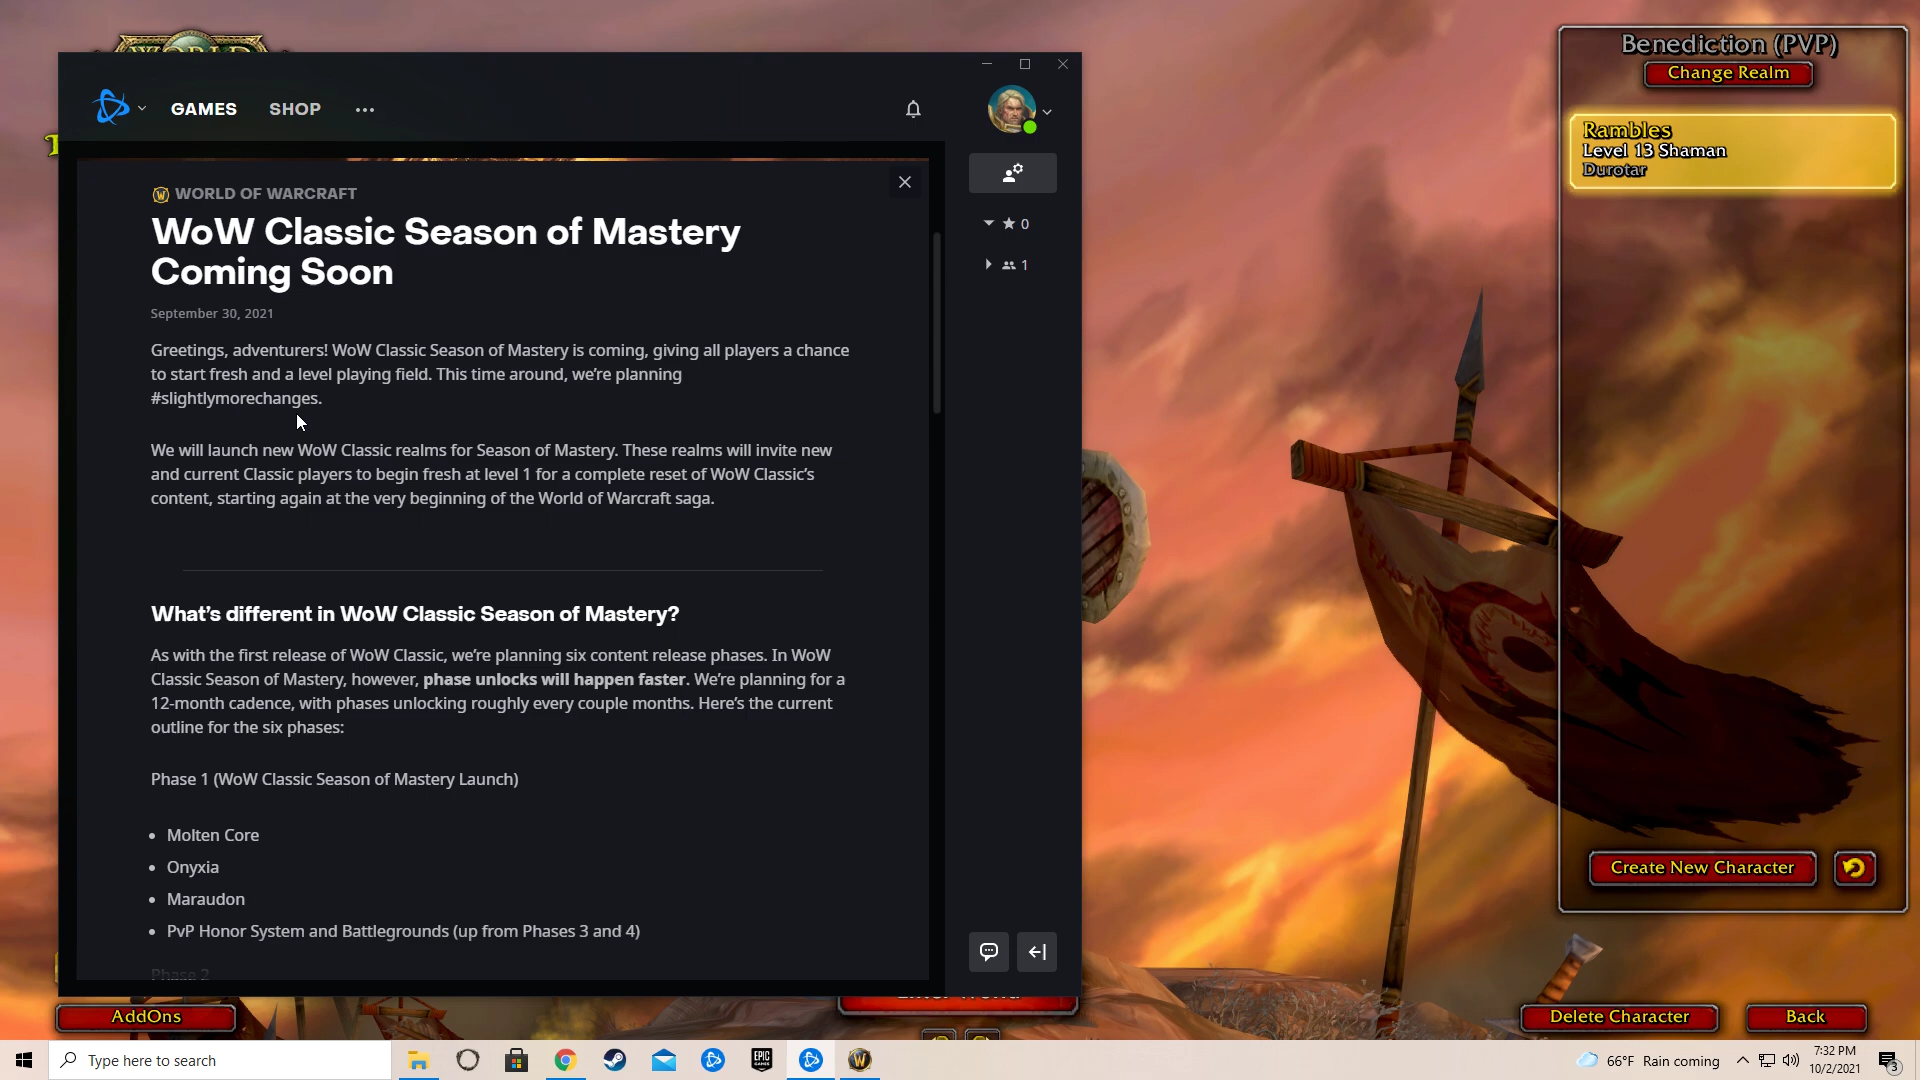 GAMES
SHOP
WORLD OF WARCRAFT
WoW Classic Season of Mastery
Coming Soon
September 30, 2021
Greetings, adventurers! WoW Classic Season of Mastery is coming, giving all players a chance
to start fresh and a level playing field. This time around, we’re planning
#slightlymorechanges.
We will launch new WoW Classic realms for Season of Mastery. These realms will invite new
and current Classic players to begin fresh at level 1 for a complete reset of WoW Classic’s
content, starting again at the very beginning of the World of Warcraft saga.
What’s different in WoW Classic Season of Mastery?
As with the first release of WoW Classic, we’re planning six content release phases. In WoW
Classic Season of Mastery, however, phase unlocks will happen faster. We’re planning for a
12-month cadence, with phases unlocking roughly every couple months. Here’s the current
outline for the six phases:
Phase 1 (WoW Classic Season of Mastery Launch)
• Molten Core
• Onyxia
• Maraudon
• PvP Honor System and Battlegrounds (up from Phases 3 and 4)
Phase 2
0
1
Benediction (PVP)
Change Realm
Rambles
Level 13 Shaman
Durotar
Create New Character
AddOns
Delete Character
Back
Type here to search
EPIC
GAMES
66°F Rain coming
7:32 PM
10/2/2021
3